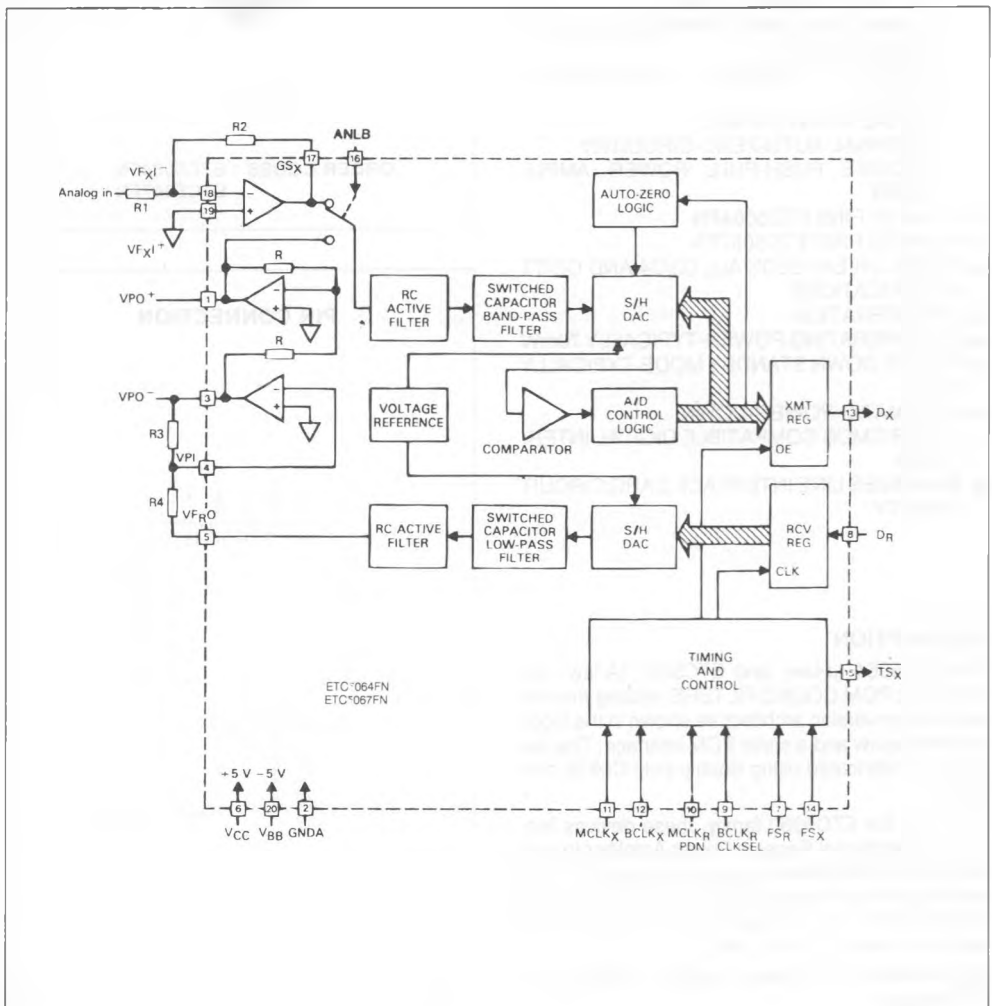 R2
ANLB
17
16
GSX
VFXI-
Analog in
R1
18
19
-
+
VFXI+
AUTO-ZERO
LOGIC
R
VPO+
1
-
+
RC
ACTIVE
FILTER
SWITCHED
CAPACITOR
BAND-PASS
FILTER
S/H
DAC
R
VPO-
3
-
+
VOLTAGE
REFERENCE
COMPARATOR
A/D
CONTROL
LOGIC
XMT
REG
OE
13
DX
R3
VPI
4
R4
VFRO
5
RC ACTIVE
FILTER
SWITCHED
CAPACITOR
LOW-PASS
FILTER
S/H
DAC
RCV
REG
CLK
8
DR
TIMING
AND
CONTROL
15
TSX
ETC*064FN
ETC*067FN
+5 V
-5 V
6
20
2
VCC
VBB
GNDA
11
12
10
9
7
14
MCLKX
BCLKX
MCLKR
PDN
BCLKR
CLKSEL
FSR
FSX